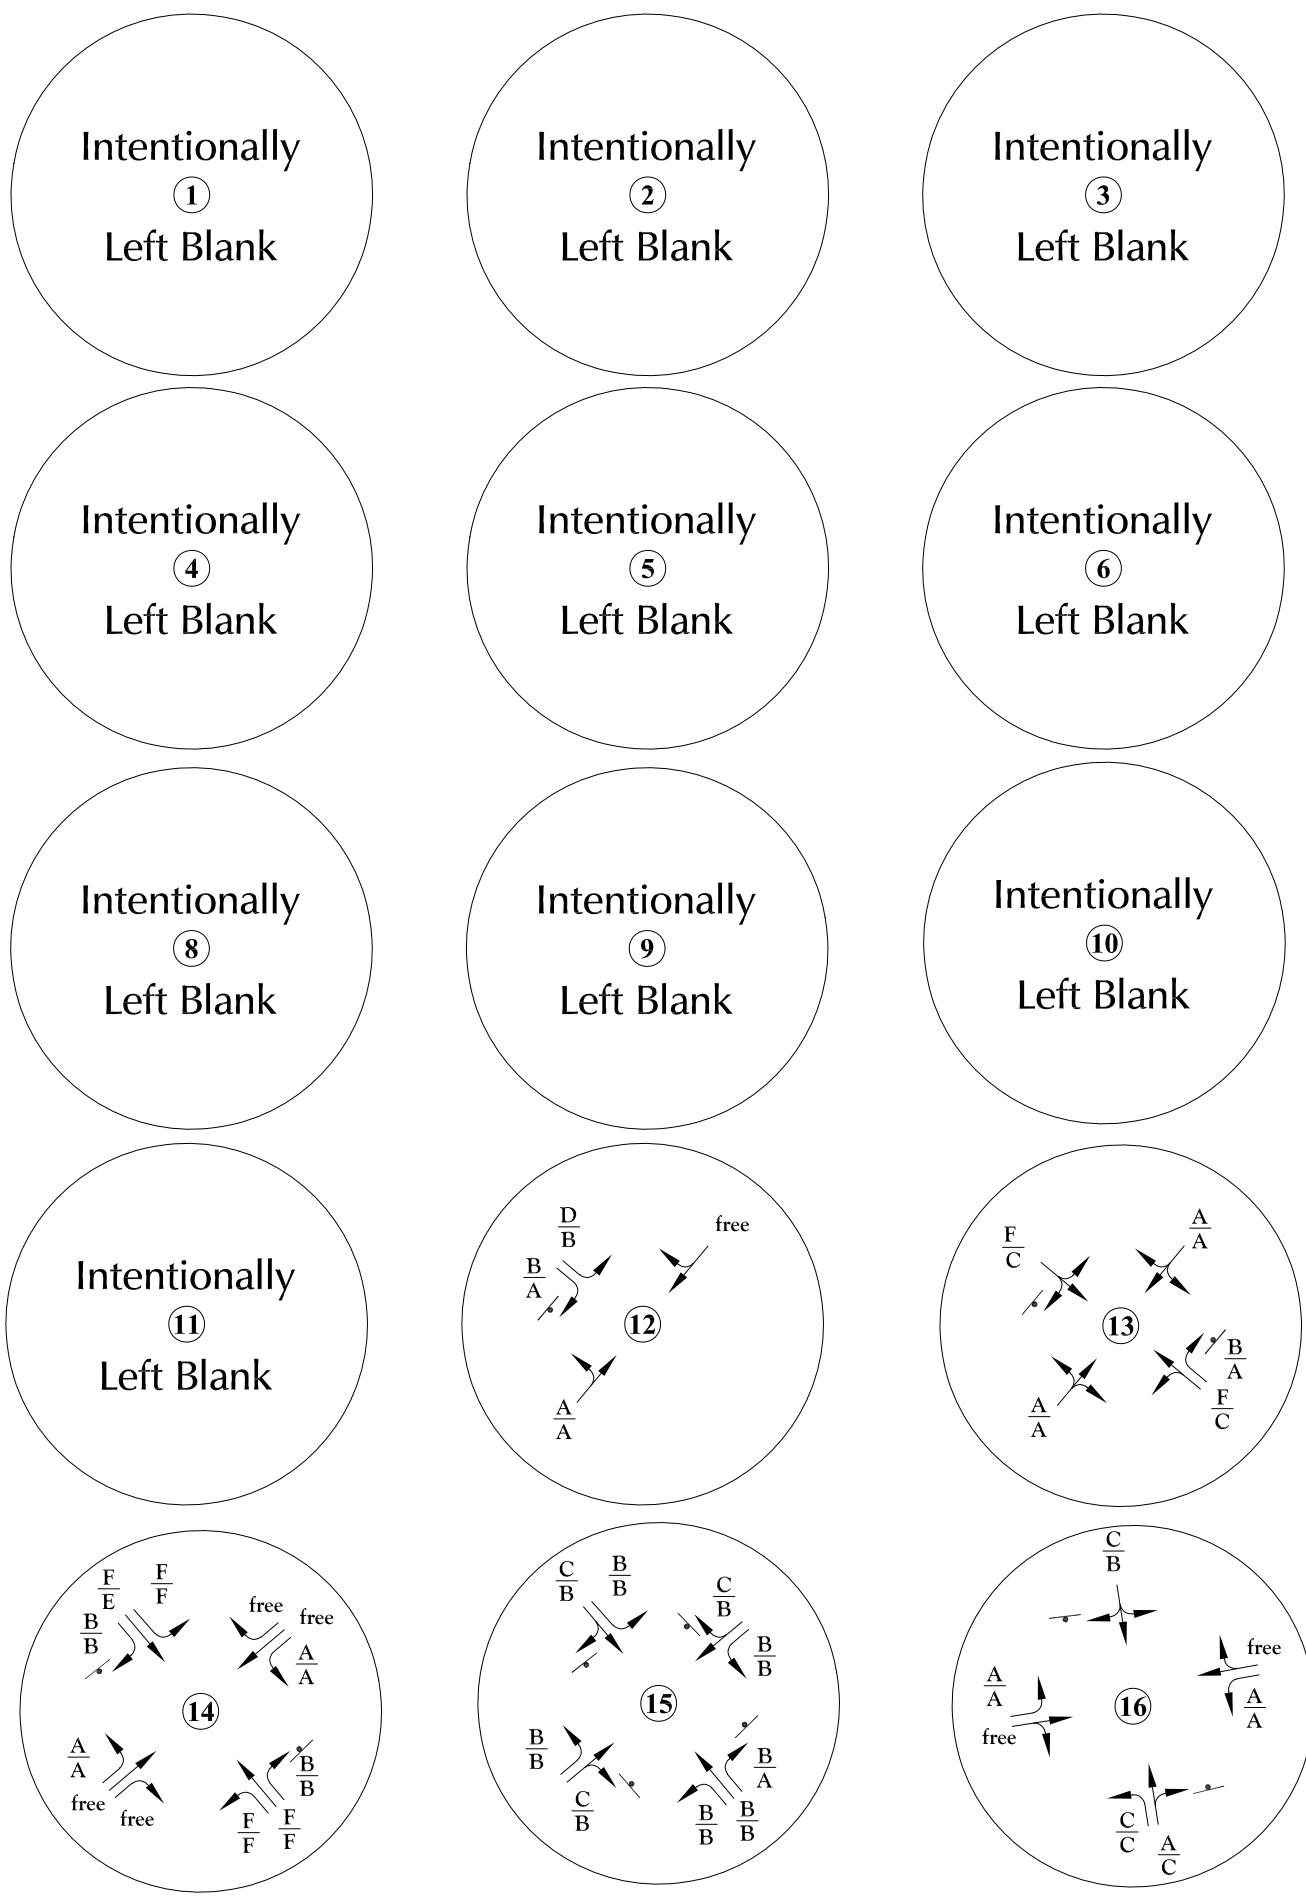 Intentionally
1
Left Blank
Intentionally
2
Left Blank
Intentionally
3
Left Blank
Intentionally
4
Left Blank
Intentionally
5
Left Blank
Intentionally
6
Left Blank
Intentionally
8
Left Blank
Intentionally
9
Left Blank
Intentionally
10
Left Blank
Intentionally
11
Left Blank
D
B
free
B
A
12
A
A
F
C
A
A
13
B
A
A
A
F
C
F
E
F
F
B
B
free
free
A
A
14
A
A
free
free
B
B
F
F
F
F
C
B
B
B
C
B
B
B
15
B
B
C
B
B
A
B
B
B
B
C
B
free
A
A
A
A
free
16
C
C
A
C